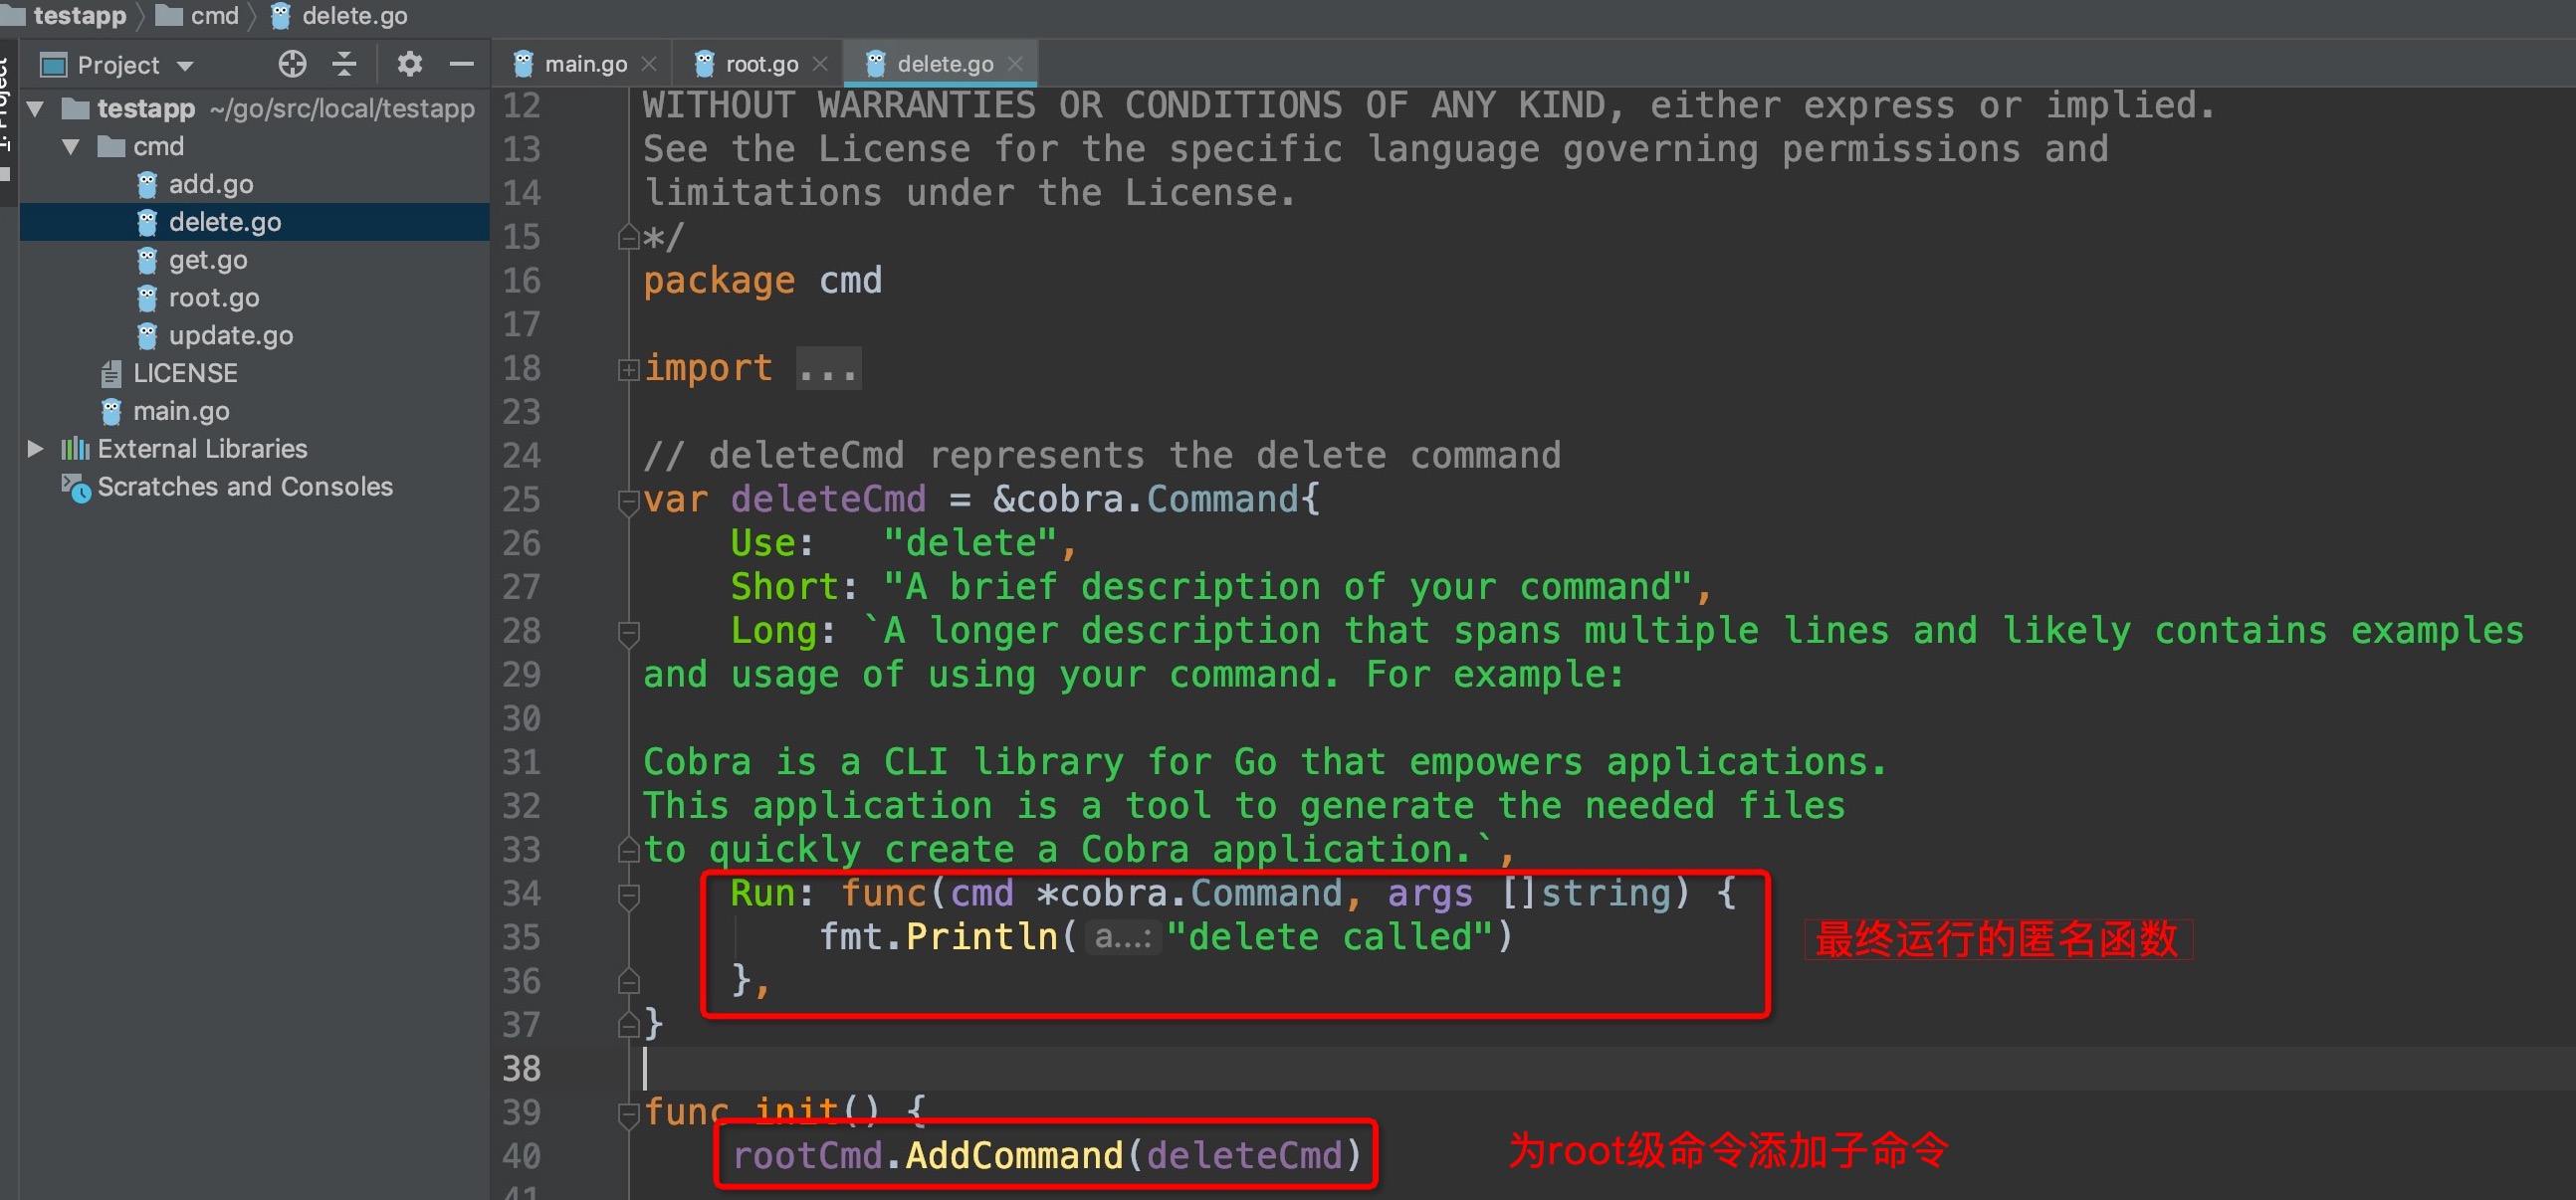 testapp cmd delete.go
1: Project
Project
main.go
root.go
delete.go
testapp ~/go/src/local/testapp
cmd
add.go
delete.go
get.go
root.go
update.go
LICENSE
main.go
External Libraries
Scratches and Consoles
12 WITHOUT WARRANTIES OR CONDITIONS OF ANY KIND, either express or implied.
13 See the License for the specific language governing permissions and
14 limitations under the License.
15 */
16 package cmd
17
18 import ...
23
24 // deleteCmd represents the delete command
25 var deleteCmd = &cobra.Command{
26 Use:   "delete",
27 Short: "A brief description of your command",
28 Long: `A longer description that spans multiple lines and likely contains examples
29 and usage of using your command. For example:
30
31 Cobra is a CLI library for Go that empowers applications.
32 This application is a tool to generate the needed files
33 to quickly create a Cobra application.`,
34 Run: func(cmd *cobra.Command, args []string) {
35 fmt.Println( a...: "delete called")
最终运行的匿名函数
36 },
37 }
38
39 func init() {
40 rootCmd.AddCommand(deleteCmd)
为root级命令添加子命令
41